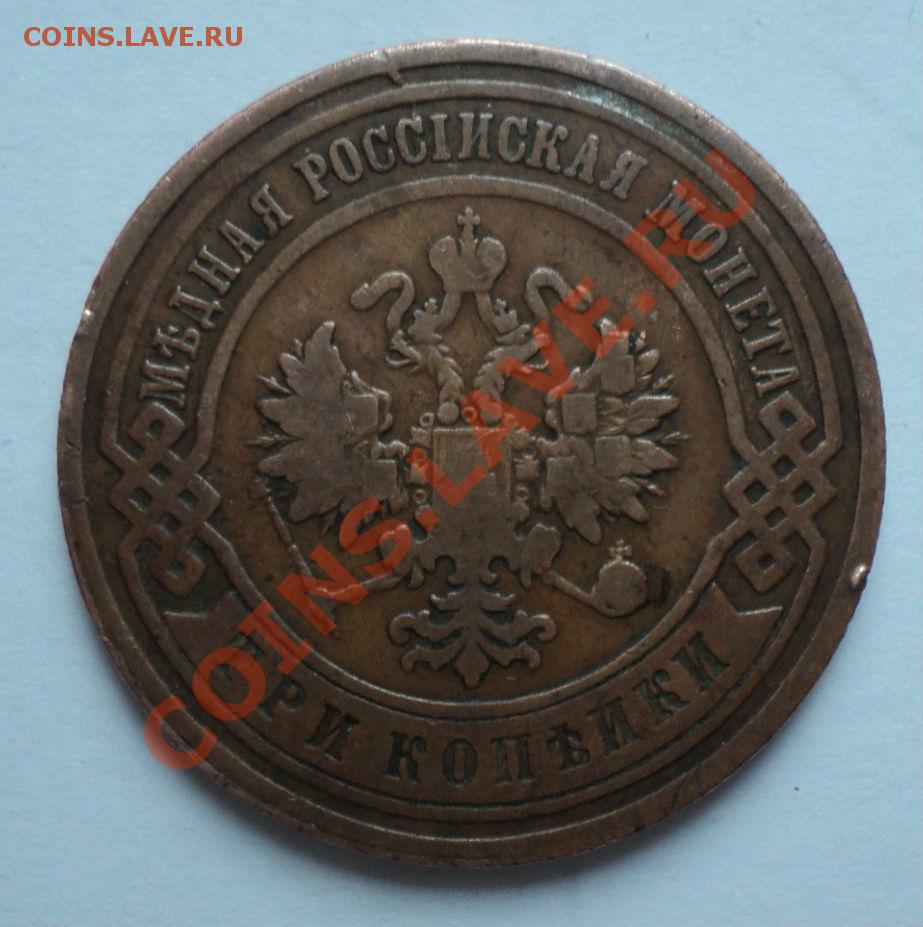 COINS.LAVE.RU
МѢДНАЯ РОССІЙСКАЯ МОНЕТА
ТРИ КОПѢЙКИ
COINS.LAVE.RU